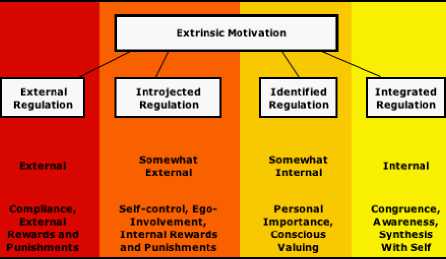 Extrinsic Motivation
External
Regulation
Introjected
Regulation
Identified
Regulation
Integrated
Regulation
External
Somewhat
External
Somewhat
Internal
Internal
Compliance,
External
Rewards and
Punishments
Self-control, Ego-
Involvement,
Internal Rewards
and Punishments
Personal
Importance,
Conscious
Valuing
Congruence,
Awareness,
Synthesis
With Self